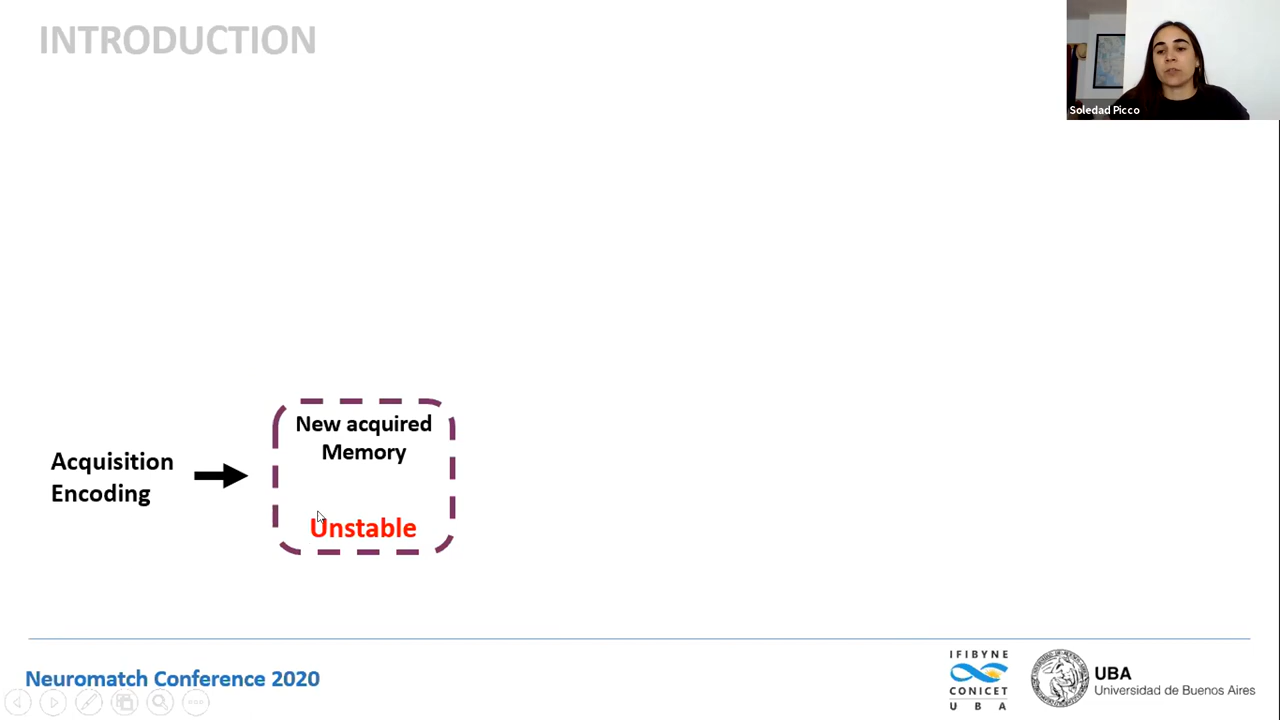 INTRODUCTION
Soledad Picco
New acquired
Memory
Acquisition
Encoding
Unstable
Neuromatch Conference 2020
IFIBYNE
CONICET
UBA
UBA
Universidad de Buenos Aires